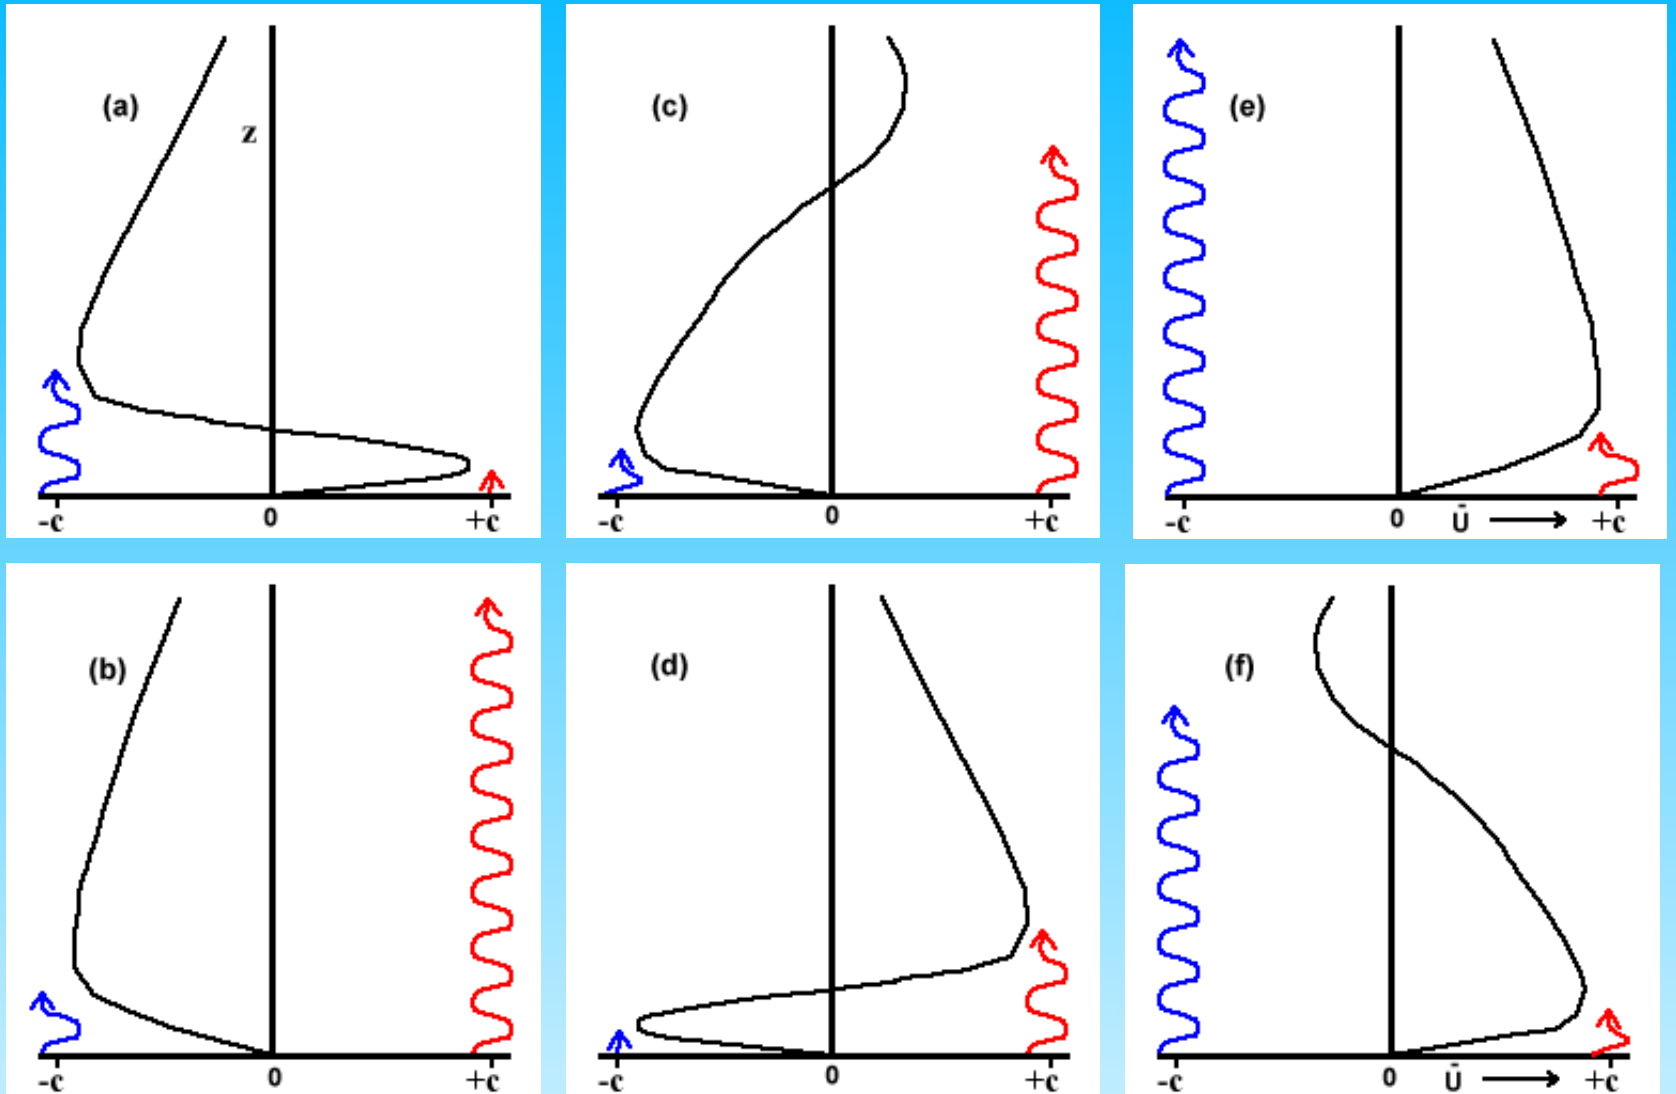 (a)
z
-c 0 +c
(c)
-c 0 +c
(e)
-c 0 Ū → +c
(b)
-c 0 +c
(d)
-c 0 +c
(f)
-c 0 Ū → +c